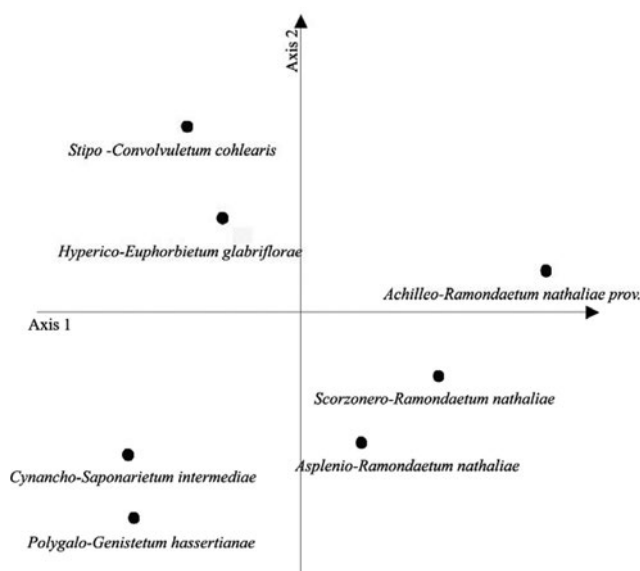 Axis 2
Stipo -Convolvuletum cohlearis
Hyperico-Euphorbietum glabriflorae
Achilleo-Ramondaetum nathaliae prov.
Axis 1
Scorzonero-Ramondaetum nathaliae
Asplenio-Ramondaetum nathaliae
Cynancho-Saponarietum intermediae
Polygalo-Genistetum hassertianae